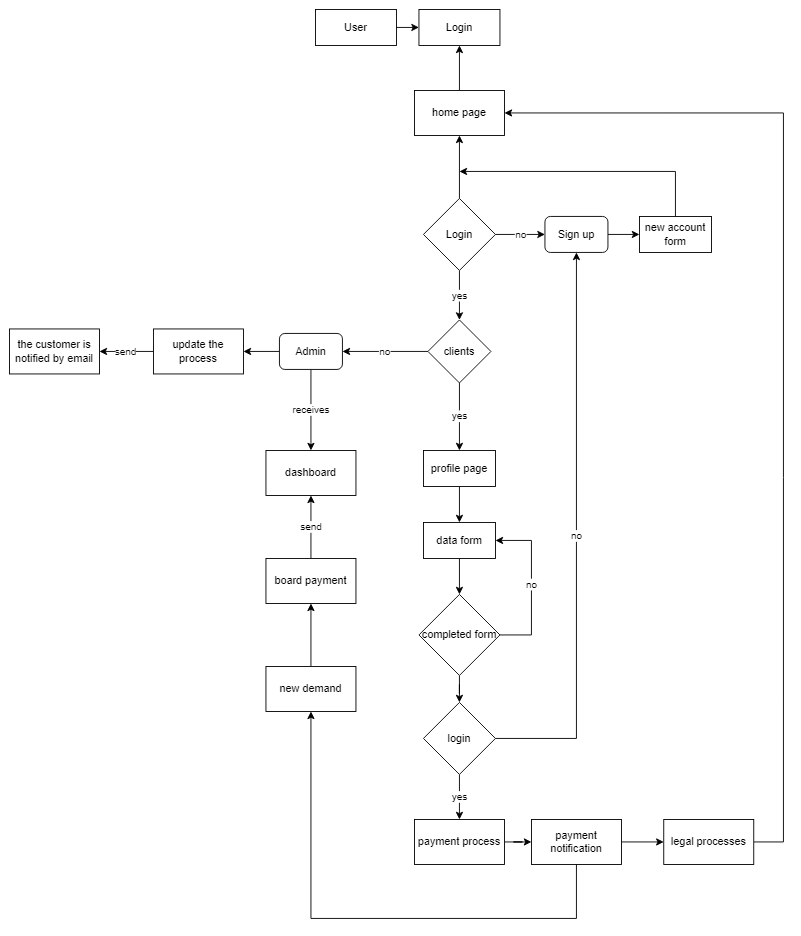 User
Login
home page
Login
no
Sign up
new account
form
yes
the customer is
notified by email
send
update the
process
Admin
no
clients
receives
yes
dashboard
profile page
send
data form
no
no
board payment
completed form
new demand
login
yes
payment process
payment
notification
legal processes